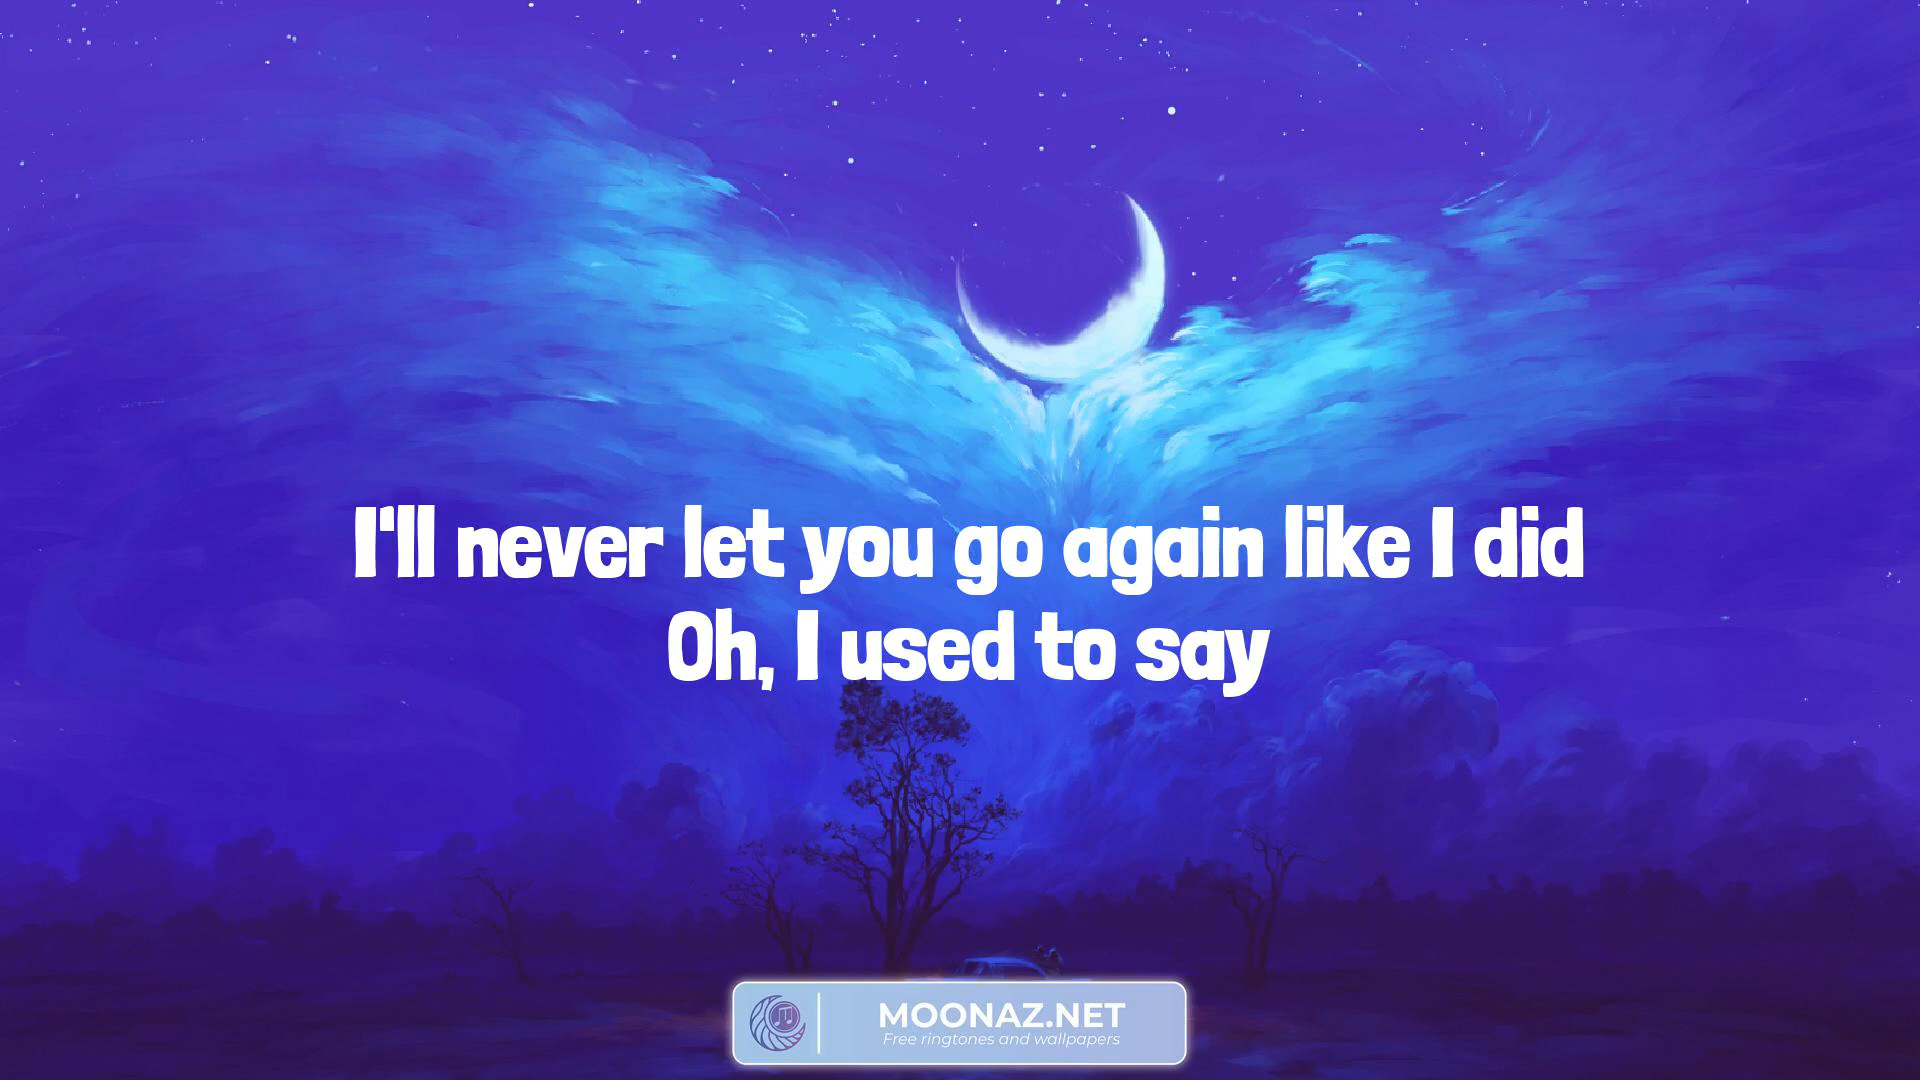 I'll never let you go again like I did
Oh, I used to say
MOONAZ.NET
Free ringtones and wallpapers